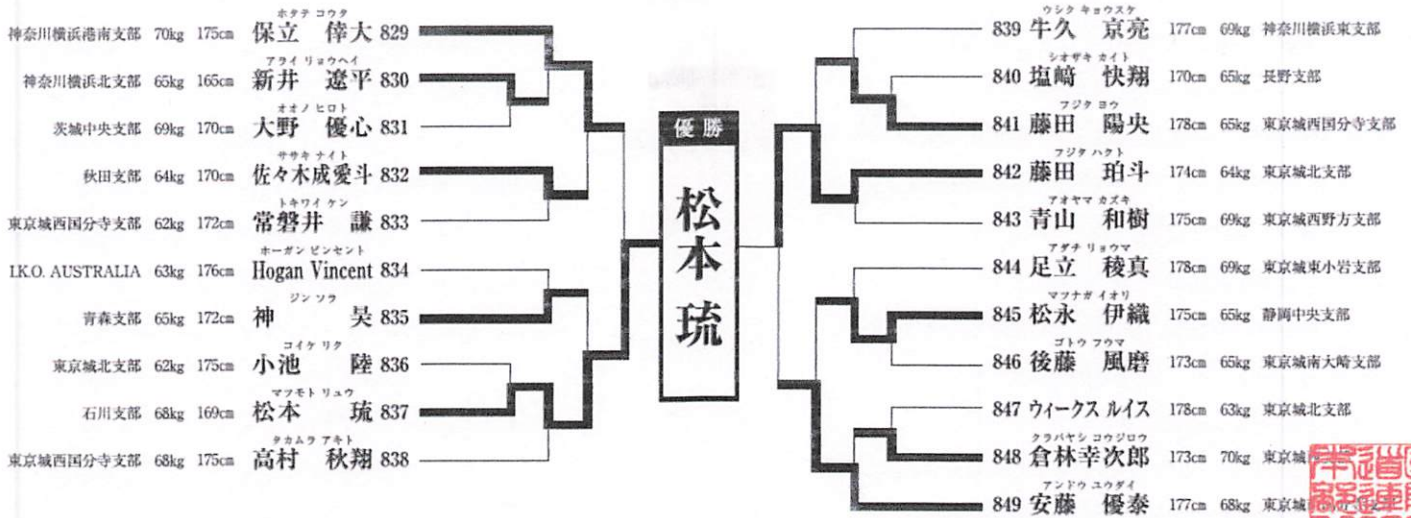 ホタテ コウタ
神奈川横浜港南支部 70kg 175cm 保立 倖大 829
アライ リョウヘイ
神奈川横浜北支部 65kg 165cm 新井 遼平 830
オオノ ヒロト
茨城中央支部 69kg 170cm 大野 優心 831
ササキ ナイト
秋田支部 64kg 170cm 佐々木成愛斗 832
トキワイ ケン
東京城西国分寺支部 62kg 172cm 常磐井 謙 833
ホーガン ビンセント
I.K.O. AUSTRALIA 63kg 176cm Hogan Vincent 834
ジン ソラ
青森支部 65kg 172cm 神 昊 835
コイケ リク
東京城北支部 62kg 175cm 小池 陸 836
マツモト リュウ
石川支部 68kg 169cm 松本 琉 837
タカムラ アキト
東京城西国分寺支部 68kg 175cm 高村 秋翔 838
優勝
松本 琉
ウシク キョウスケ
839 牛久 京亮 177cm 69kg 神奈川横浜東支部
シオザキ カイト
840 塩﨑 快翔 170cm 65kg 長野支部
フジタ ヨウ
841 藤田 陽央 178cm 65kg 東京城西国分寺支部
フジタ ハクト
842 藤田 珀斗 174cm 64kg 東京城北支部
アオヤマ カズキ
843 青山 和樹 175cm 69kg 東京城西野方支部
アダチ リョウマ
844 足立 稜真 178cm 69kg 東京城東小岩支部
マツナガ イオリ
845 松永 伊織 175cm 65kg 静岡中央支部
ゴトウ フウマ
846 後藤 風磨 173cm 65kg 東京城南大崎支部
847 ウィークス ルイス 178cm 63kg 東京城北支部
クラバヤシ コウジロウ
848 倉林幸次郎 173cm 70kg 東京城
アンドウ ユウダイ
849 安藤 優泰 177cm 68kg 東京城